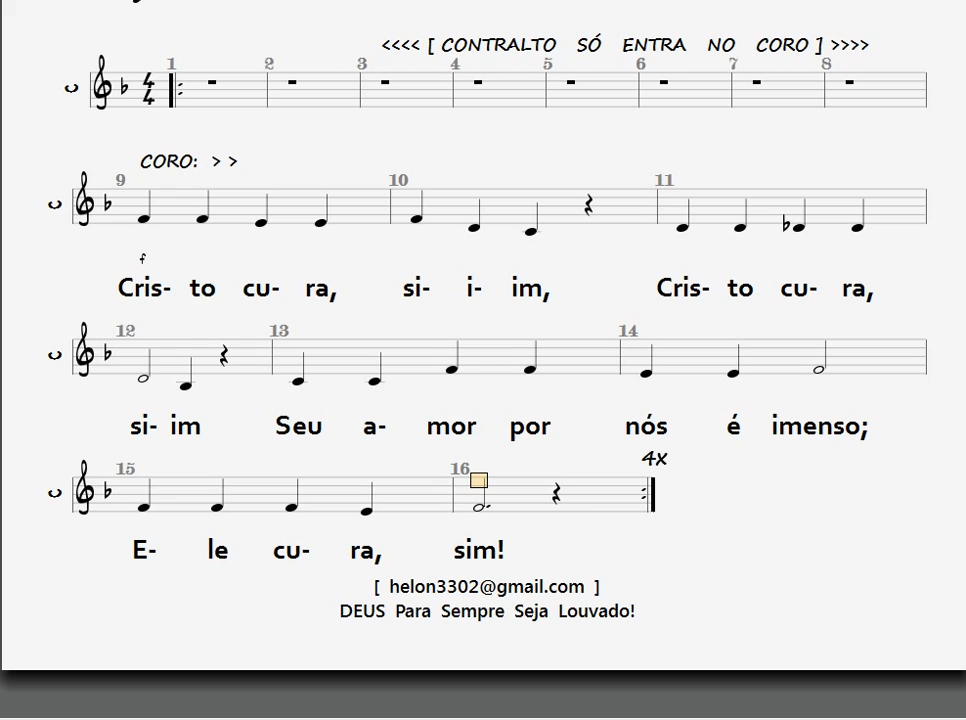 <<<< [ CONTRALTO SÓ ENTRA NO CORO ] >>>>
1 2 3 4 5 6 7 8
4
4
CORO: > >
9 10 11
f
Cris- to cu- ra, si- i- im, Cris- to cu- ra,
12 13 14
si- im Seu a- mor por nós é imenso;
4X
15 16
E- le cu- ra, sim!
[ helon3302@gmail.com ]
DEUS Para Sempre Seja Louvado!